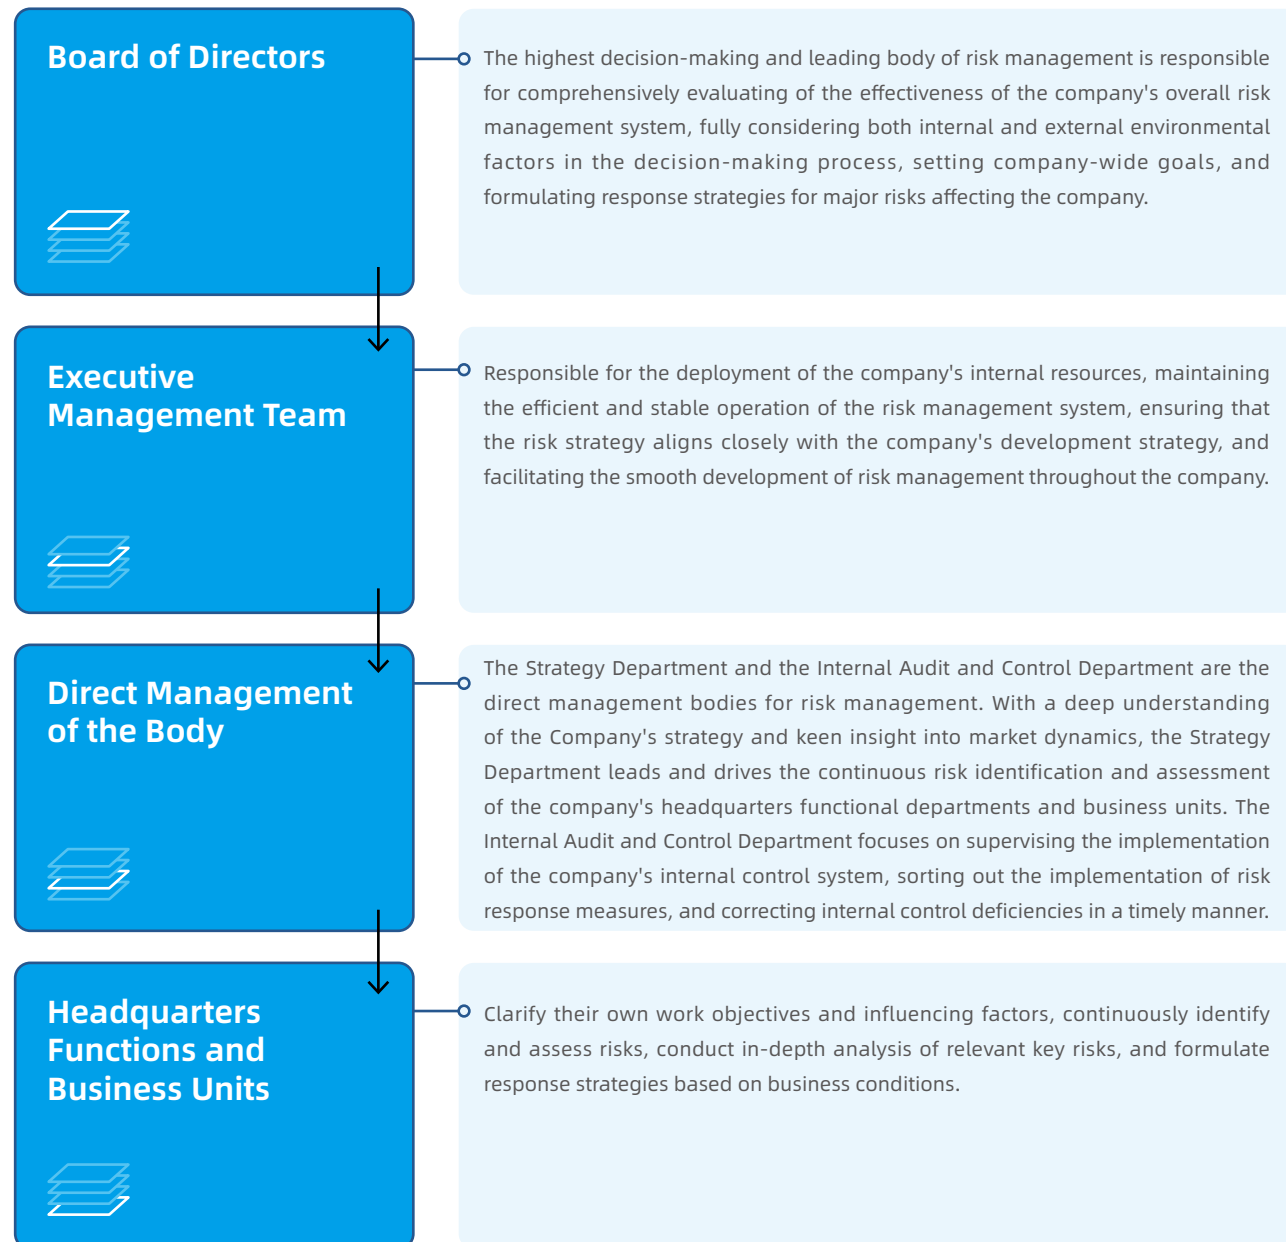 Board of Directors
The highest decision-making and leading body of risk management is responsible
for comprehensively evaluating of the effectiveness of the company's overall risk
management system, fully considering both internal and external environmental
factors in the decision-making process, setting company-wide goals, and
formulating response strategies for major risks affecting the company.
Executive
Management Team
Responsible for the deployment of the company's internal resources, maintaining
the efficient and stable operation of the risk management system, ensuring that
the risk strategy aligns closely with the company's development strategy, and
facilitating the smooth development of risk management throughout the company.
Direct Management
of the Body
The Strategy Department and the Internal Audit and Control Department are the
direct management bodies for risk management. With a deep understanding
of the Company's strategy and keen insight into market dynamics, the Strategy
Department leads and drives the continuous risk identification and assessment
of the company's headquarters functional departments and business units. The
Internal Audit and Control Department focuses on supervising the implementation
of the company's internal control system, sorting out the implementation of risk
response measures, and correcting internal control deficiencies in a timely manner.
Headquarters
Functions and
Business Units
Clarify their own work objectives and influencing factors, continuously identify
and assess risks, conduct in-depth analysis of relevant key risks, and formulate
response strategies based on business conditions.